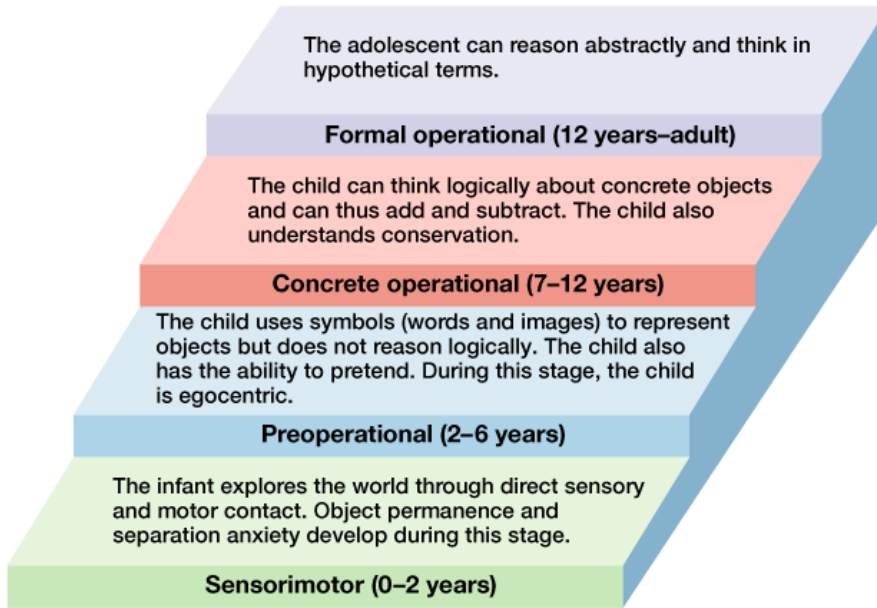 The adolescent can reason abstractly and think in
hypothetical terms.
Formal operational (12 years–adult)
The child can think logically about concrete objects
and can thus add and subtract. The child also
understands conservation.
Concrete operational (7–12 years)
The child uses symbols (words and images) to represent
objects but does not reason logically. The child also
has the ability to pretend. During this stage, the child
is egocentric.
Preoperational (2–6 years)
The infant explores the world through direct sensory
and motor contact. Object permanence and
separation anxiety develop during this stage.
Sensorimotor (0–2 years)